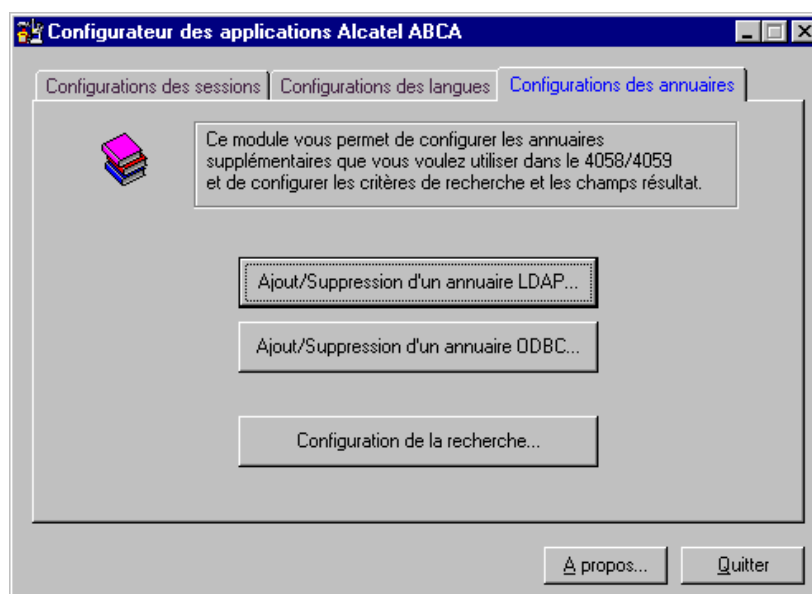 Configurateur des applications Alcatel ABCA
Configurations des sessions
Configurations des langues
Configurations des annuaires
Ce module vous permet de configurer les annuaires
supplémentaires que vous voulez utiliser dans le 4058/4059
et de configurer les critères de recherche et les champs résultat.
Ajout/Suppression d'un annuaire LDAP...
Ajout/Suppression d'un annuaire ODBC...
Configuration de la recherche...
A propos...
Quitter